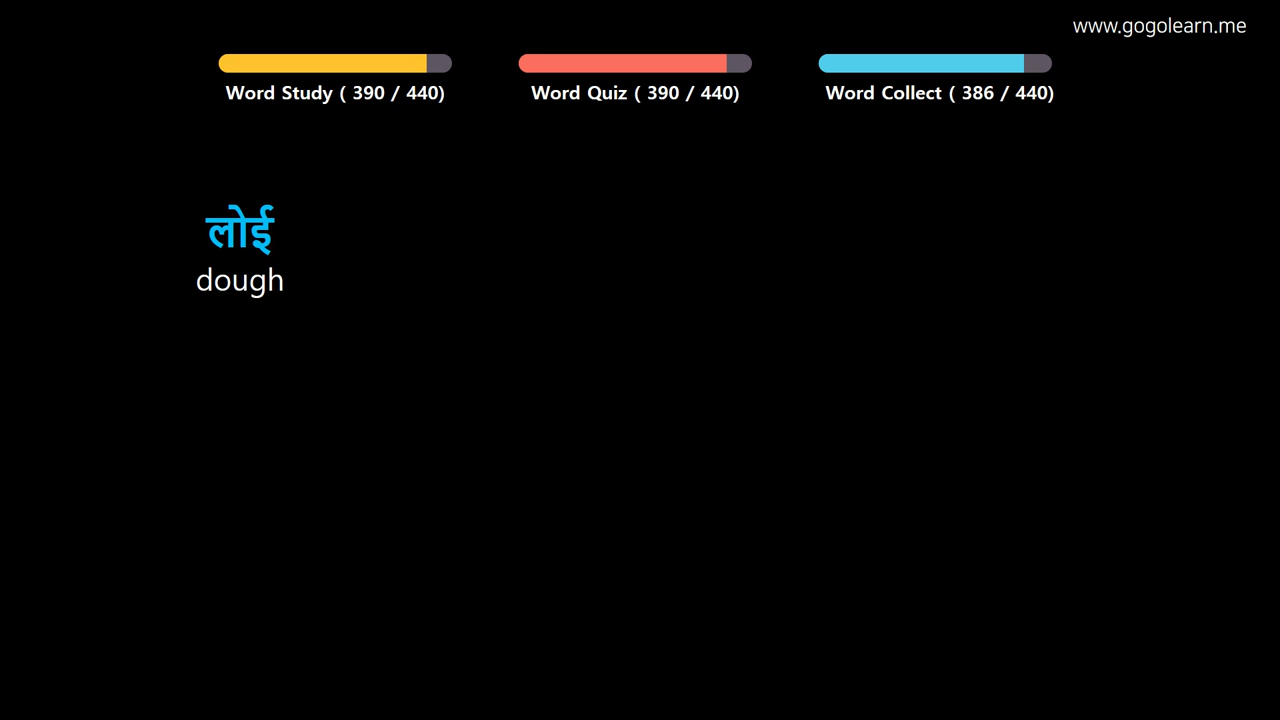 www.gogolearn.me
Word Study ( 390 / 440)
Word Quiz ( 390 / 440)
Word Collect ( 386 / 440)
लोई
dough